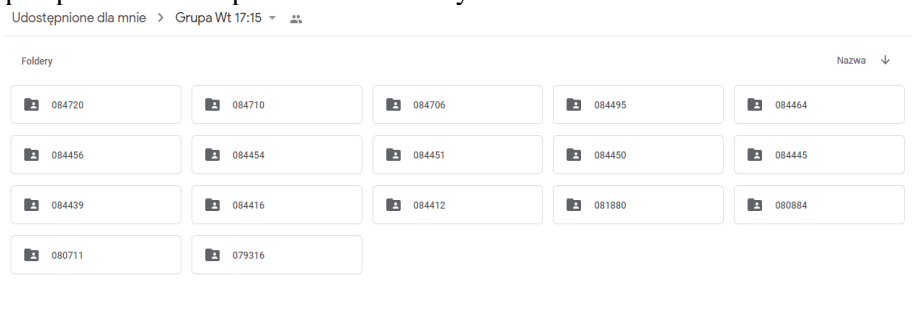 Udostępnione dla mnie > Grupa Wt 17:15
Foldery Nazwa
084720 084710 084706 084495 084464
084456 084454 084451 084450 084445
084439 084416 084412 081880 080884
080711 079316